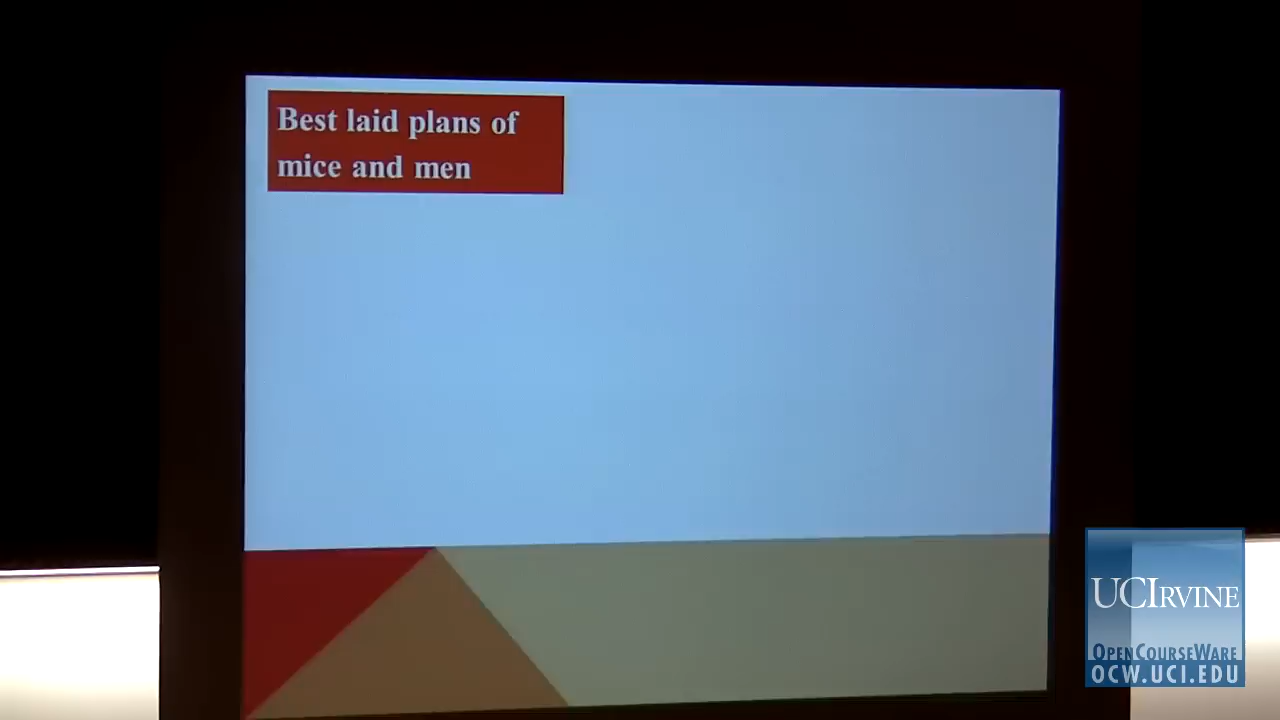 Best laid plans of
mice and men
UCIRVINE
OPENCOURSEWARE
OCW.UCI.EDU